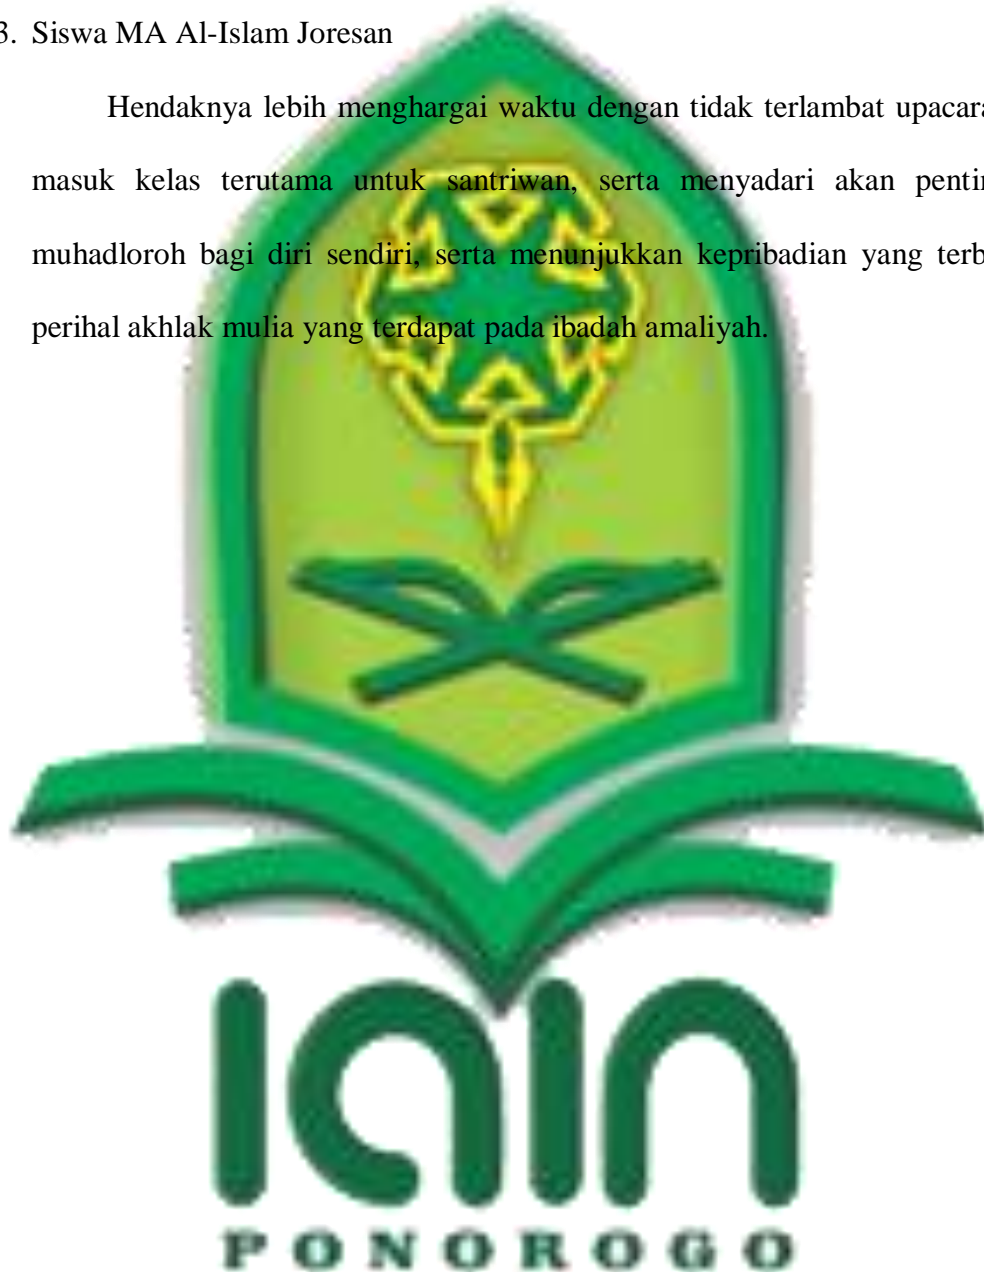 3. Siswa MA Al-Islam Joresan
Hendaknya lebih menghargai waktu dengan tidak terlambat upacara
masuk kelas terutama untuk santriwan, serta menyadari akan
muhadloroh bagi diri sendiri, serta menunjukkan kepribadian yang
perihal akhlak mulia yang terdapat pada ibadah amaliyah.
iain
PONOROGO